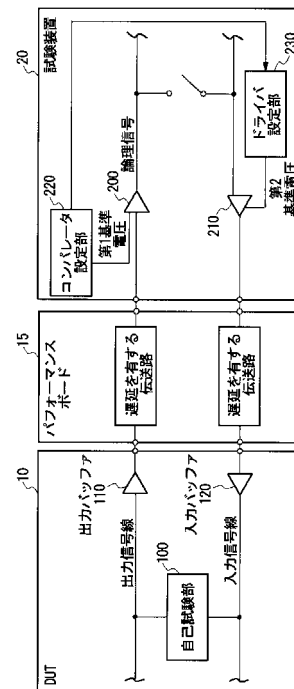 DUT
10
出力バッファ
110
出力信号線
100
自己試験部
入力バッファ
120
入力信号線
15
パフォーマンス
ボード
遅延を有する
伝送路
遅延を有する
伝送路
20
試験装置
220
コンパレータ
設定部
第1基準
電圧
200
論理信号
210
230
ドライバ
設定部
第2
基準電圧